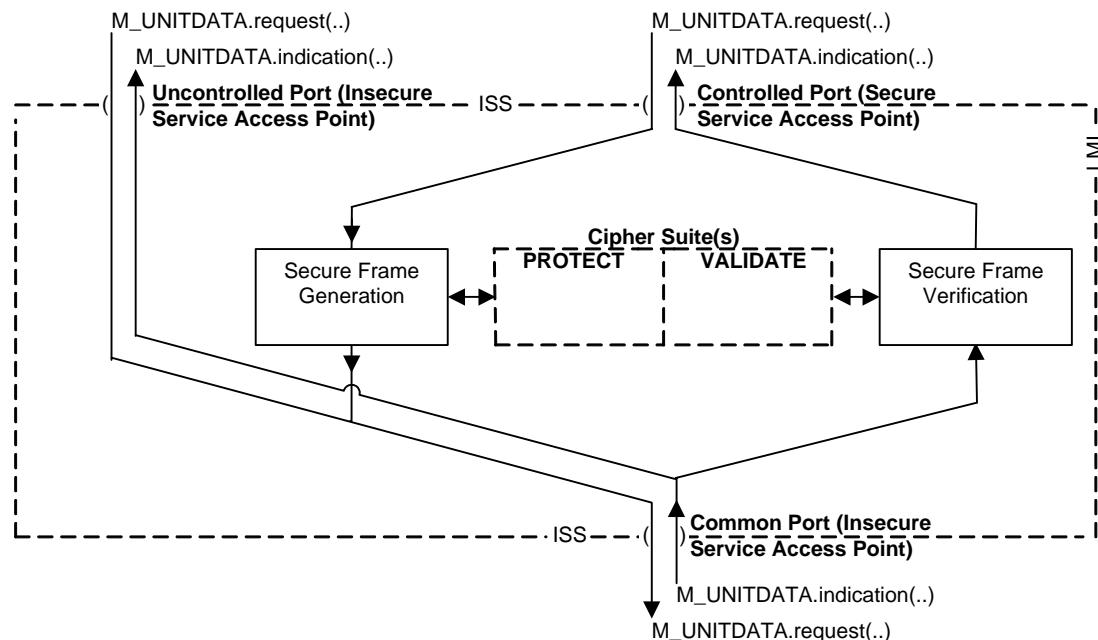 M_UNITDATA.request(..)
M_UNITDATA.request(..)
M_UNITDATA.indication(..)
M_UNITDATA.indication(..)
( )
Uncontrolled Port (Insecure
Service Access Point)
ISS
( )
Controlled Port (Secure
Service Access Point)
LMI
Cipher Suite(s)
PROTECT
VALIDATE
Secure Frame
Generation
Secure Frame
Verification
ISS
( )
Common Port (Insecure
Service Access Point)
M_UNITDATA.indication(..)
M_UNITDATA.request(..)